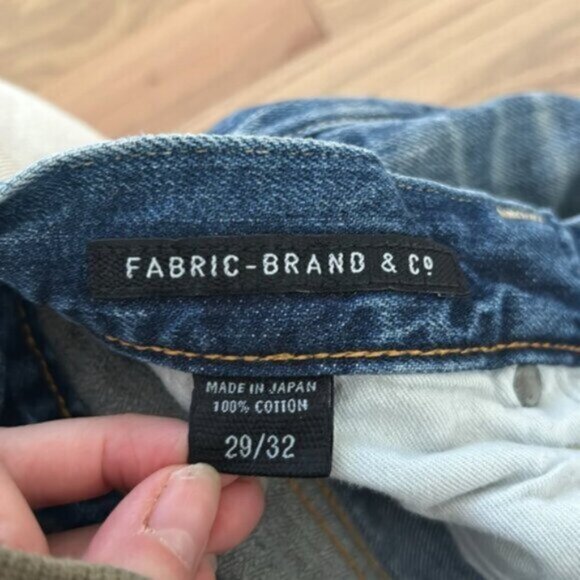 FABRIC-BRAND & Cº
MADE IN JAPAN
100% COTTON
29/32